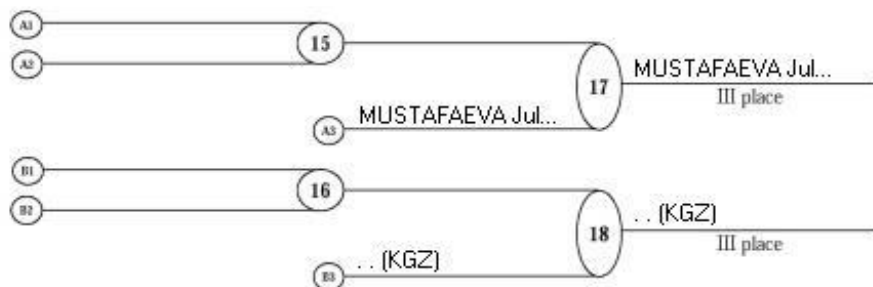 A1
15
A2
17
MUSTAFAEVA Jul...
III place
A3
MUSTAFAEVA Jul...
B1
16
B2
18
. . (KGZ)
III place
B3
. . (KGZ)